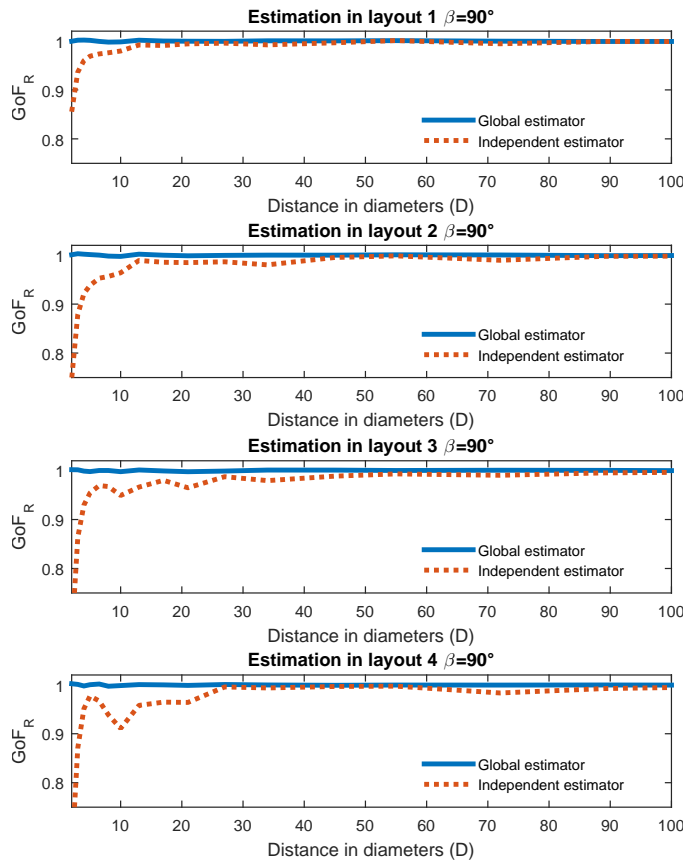 Estimation in layout 1 β=90°
1
0.9
0.8
GoF_R
Global estimator
Independent estimator
10 20 30 40 50 60 70 80 90 100
Distance in diameters (D)
Estimation in layout 2 β=90°
1
0.9
0.8
GoF_R
Global estimator
Independent estimator
10 20 30 40 50 60 70 80 90 100
Distance in diameters (D)
Estimation in layout 3 β=90°
1
0.9
0.8
GoF_R
Global estimator
Independent estimator
10 20 30 40 50 60 70 80 90 100
Distance in diameters (D)
Estimation in layout 4 β=90°
1
0.9
0.8
GoF_R
Global estimator
Independent estimator
10 20 30 40 50 60 70 80 90 100
Distance in diameters (D)